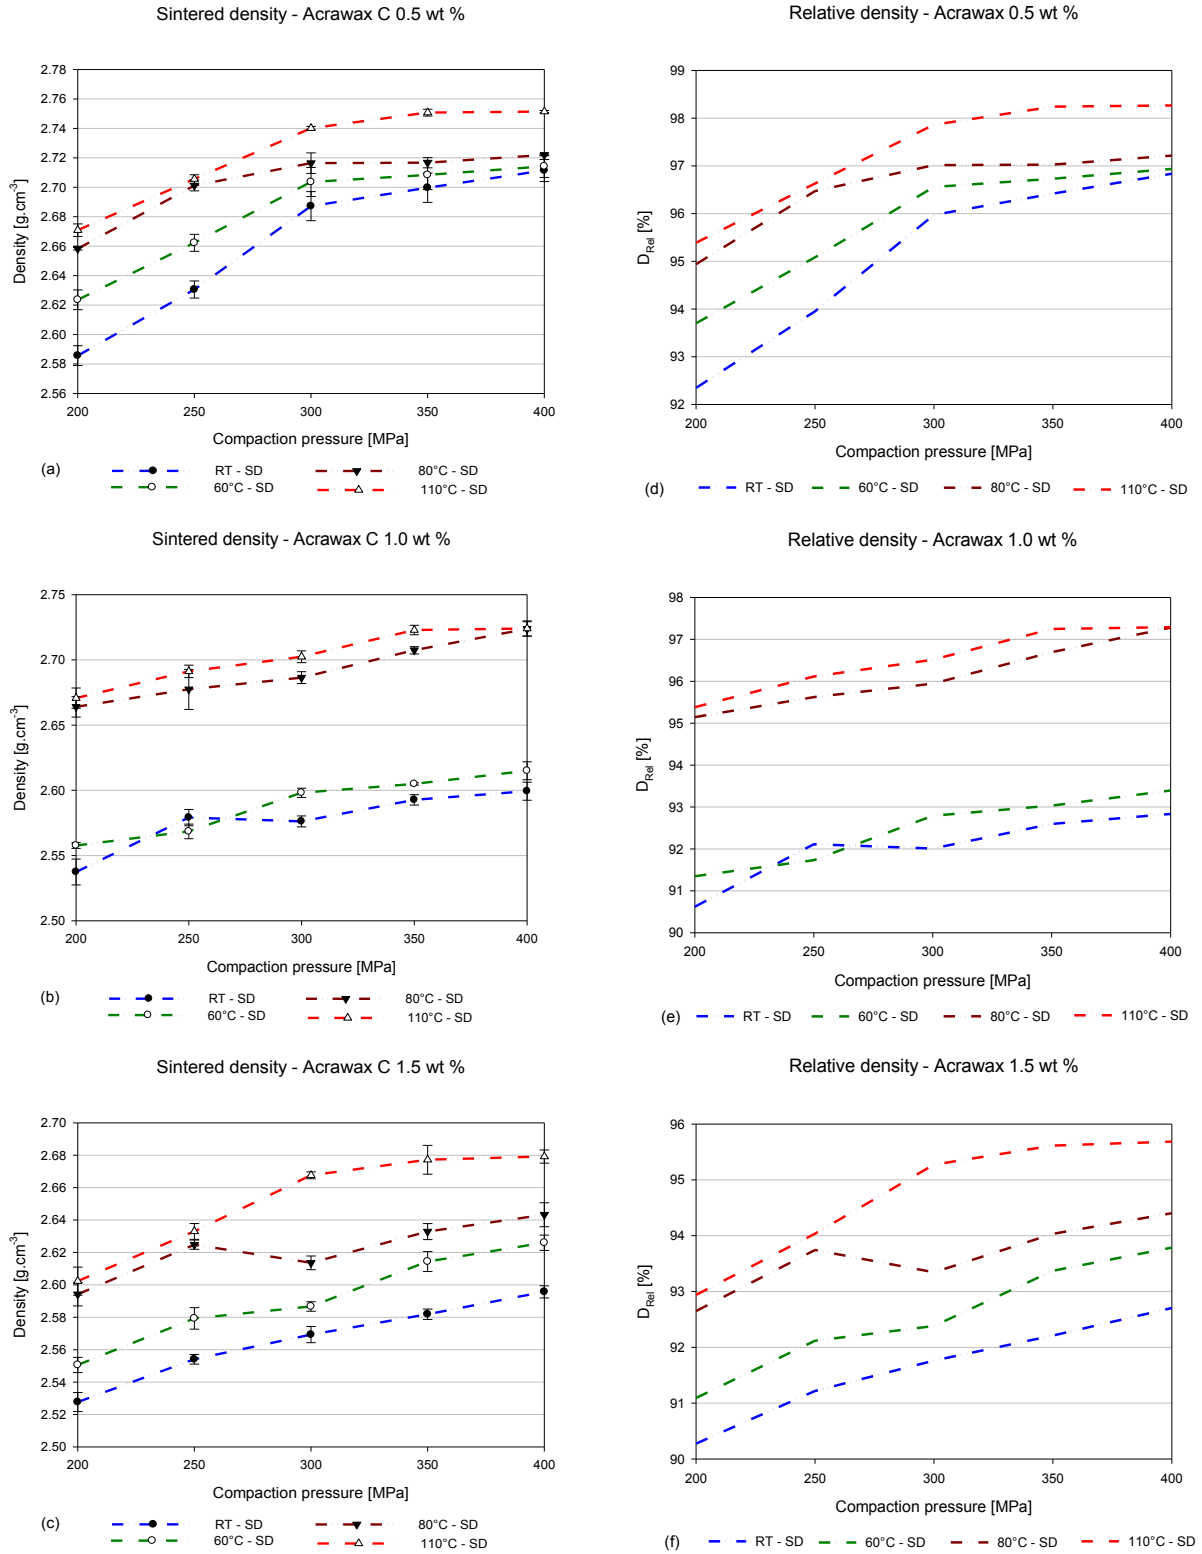 Sintered density - Acrawax C 0.5 wt %
2.78
2.76
2.74
2.72
2.70
2.68
2.66
2.64
2.62
2.60
2.58
2.56
Density [g.cm-3]
200 250 300 350 400
Compaction pressure [MPa]
(a)
RT - SD 80°C - SD
60°C - SD 110°C - SD
Relative density - Acrawax 0.5 wt %
99
98
97
96
95
94
93
92
DRel [%]
200 250 300 350 400
Compaction pressure [MPa]
(d) RT - SD 60°C - SD 80°C - SD 110°C - SD
Sintered density - Acrawax C 1.0 wt %
2.75
2.70
2.65
2.60
2.55
2.50
Density [g.cm-3]
200 250 300 350 400
Compaction pressure [MPa]
(b)
RT - SD 80°C - SD
60°C - SD 110°C - SD
Relative density - Acrawax 1.0 wt %
98
97
96
95
94
93
92
91
90
DRel [%]
200 250 300 350 400
Compaction pressure [MPa]
(e) RT - SD 60°C - SD 80°C - SD 110°C - SD
Sintered density - Acrawax C 1.5 wt %
2.70
2.68
2.66
2.64
2.62
2.60
2.58
2.56
2.54
2.52
2.50
Density [g.cm-3]
200 250 300 350 400
Compaction pressure [MPa]
(c)
RT - SD 80°C - SD
60°C - SD 110°C - SD
Relative density - Acrawax 1.5 wt %
96
95
94
93
92
91
90
DRel [%]
200 250 300 350 400
Compaction pressure [MPa]
(f) RT - SD 60°C - SD 80°C - SD 110°C - SD